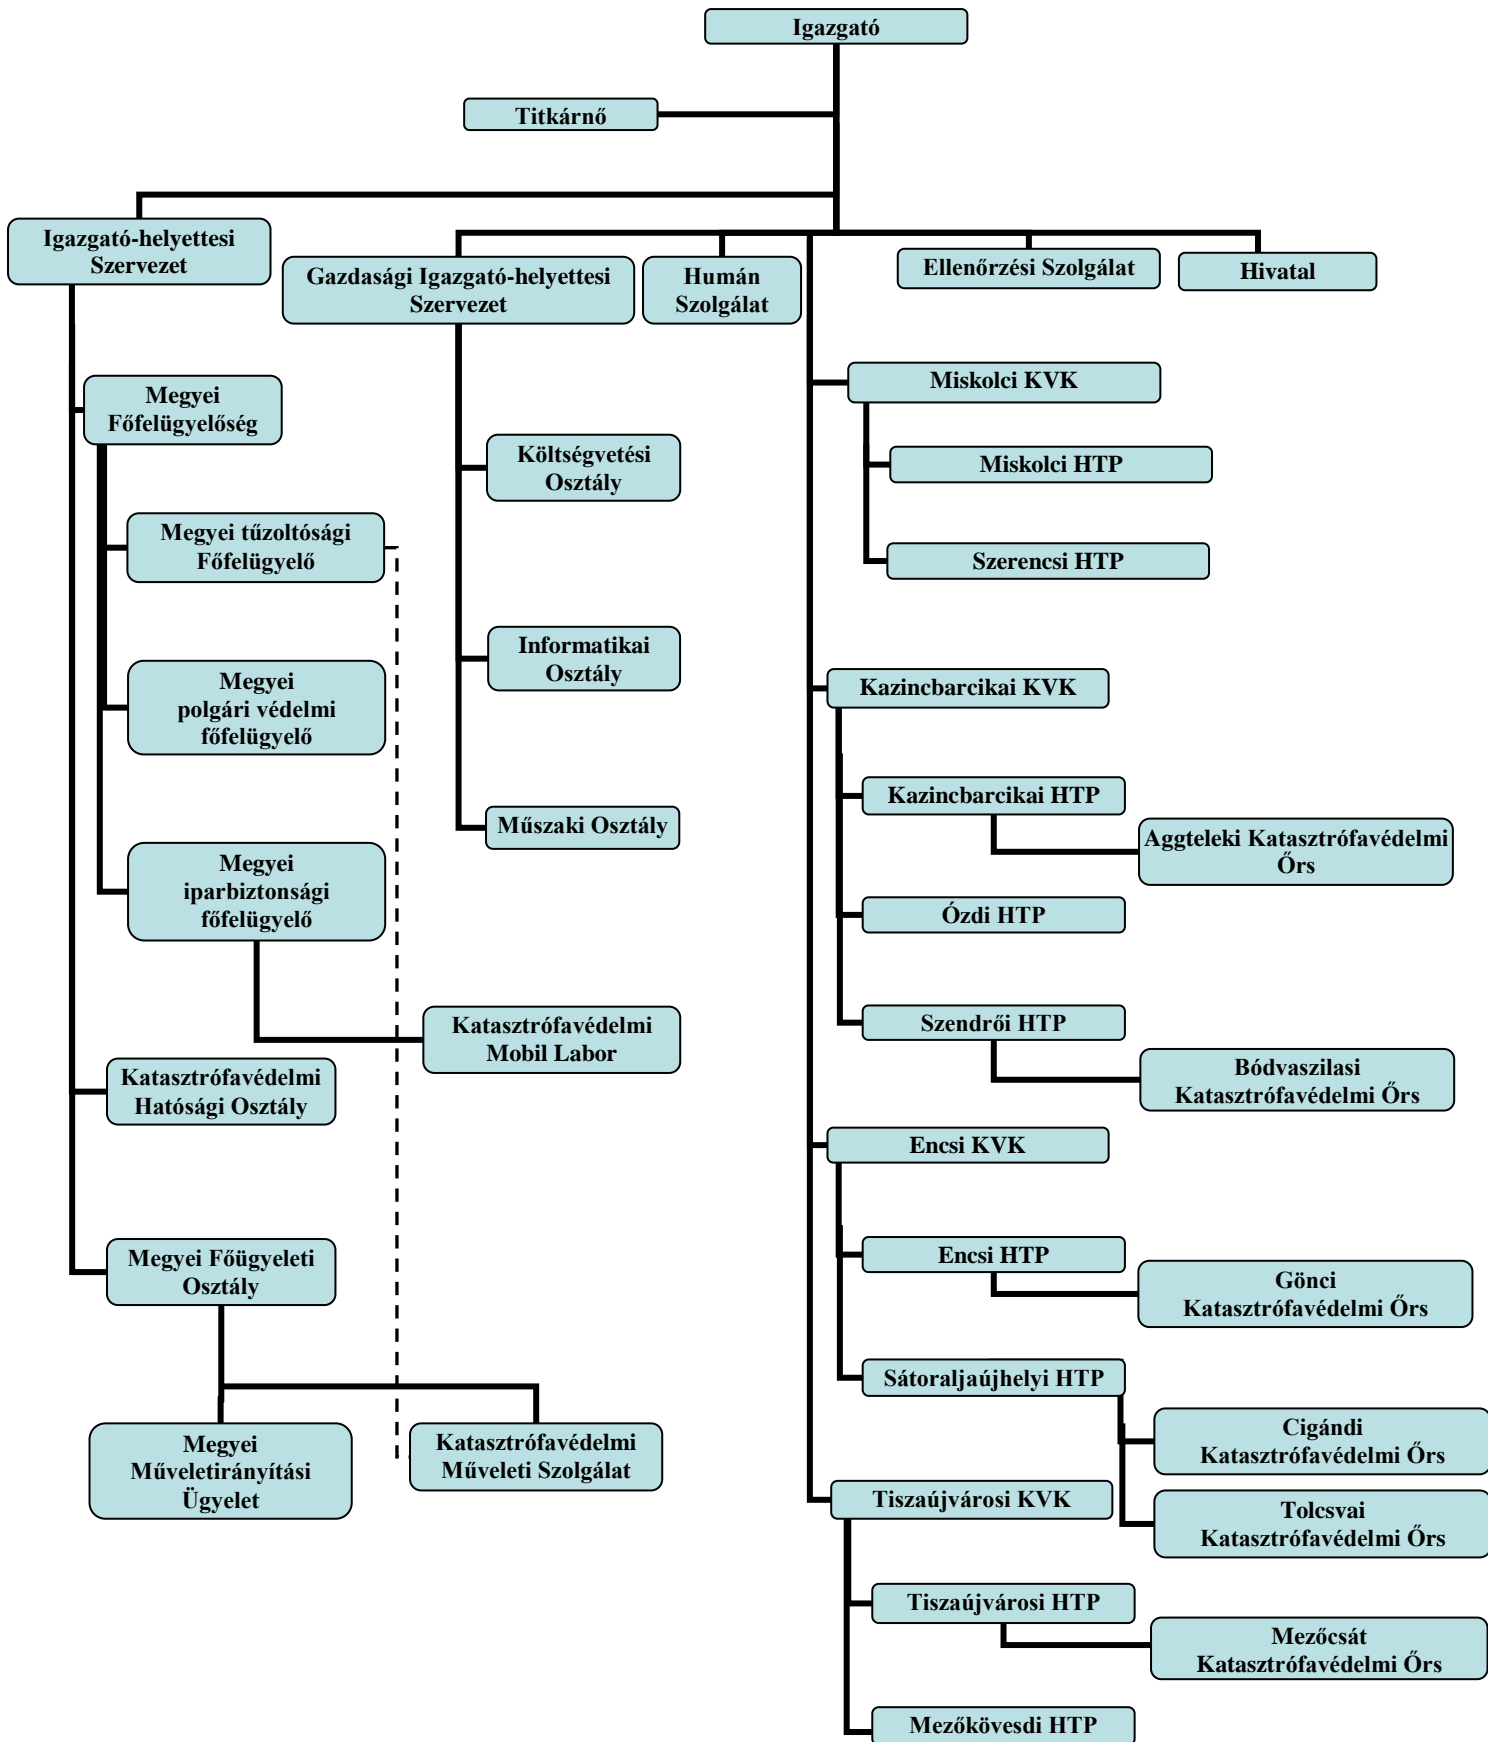 Igazgató
Titkárnő
Igazgató-helyettesi
Szervezet
Gazdasági Igazgató-helyettesi
Szervezet
Humán
Szolgálat
Ellenőrzési Szolgálat
Hivatal
Megyei
Főfelügyelőség
Megyei tűzoltósági
Főfelügyelő
Megyei
polgári védelmi
főfelügyelő
Megyei
iparbiztonsági
főfelügyelő
Katasztrófavédelmi
Mobil Labor
Katasztrófavédelmi
Hatósági Osztály
Megyei Főügyeleti
Osztály
Megyei
Műveletirányítási
Ügyelet
Katasztrófavédelmi
Műveleti Szolgálat
Költségvetési
Osztály
Informatikai
Osztály
Műszaki Osztály
Miskolci KVK
Miskolci HTP
Szerencsi HTP
Kazincbarcikai KVK
Kazincbarcikai HTP
Aggteleki Katasztrófavédelmi
Őrs
Ózdi HTP
Szendrői HTP
Bódvaszilasi
Katasztrófavédelmi Őrs
Encsi KVK
Encsi HTP
Gönci
Katasztrófavédelmi Őrs
Sátoraljaújhelyi HTP
Cigándi
Katasztrófavédelmi Őrs
Tolcsvai
Katasztrófavédelmi Őrs
Tiszaújvárosi KVK
Tiszaújvárosi HTP
Mezőcsát
Katasztrófavédelmi Őrs
Mezőkövesdi HTP